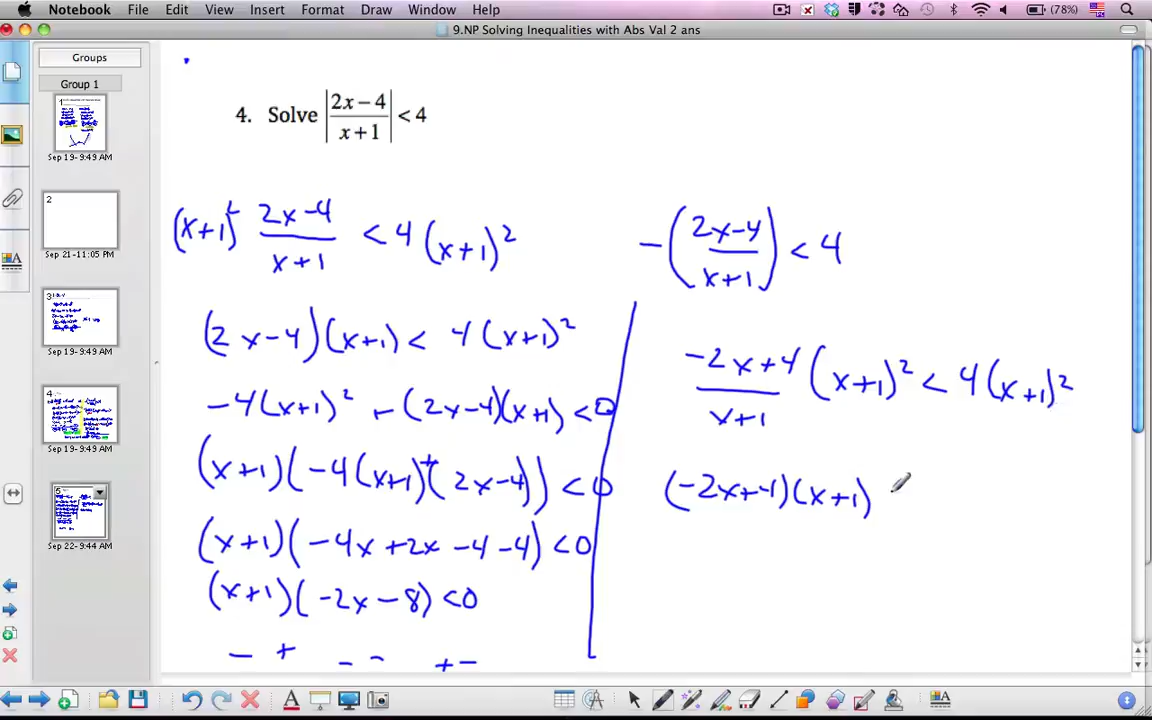 Notebook File Edit View Insert Format Draw Window Help (78%)
9.NP Solving Inequalities with Abs Val 2 ans
Groups
Group 1
1
Sep 19- 9:49 AM
2
Sep 21-11:05 PM
3
Sep 19- 9:49 AM
4
Sep 19- 9:49 AM
5
Sep 22- 9:44 AM
4. Solve |(2x – 4)/(x + 1)| < 4
(x+1)² (2x-4)/(x+1) < 4(x+1)²
(2x-4)(x+1) < 4(x+1)²
-4(x+1)² + (2x-4)(x+1) < 0
(x+1)(-4(x+1)+(2x-4)) < 0
(x+1)(-4x+2x-4-4) < 0
(x+1)(-2x-8) < 0
- + - - + -
-((2x-4)/(x+1)) < 4
(-2x+4)/(x+1) (x+1)² < 4(x+1)²
(-2x+4)(x+1)